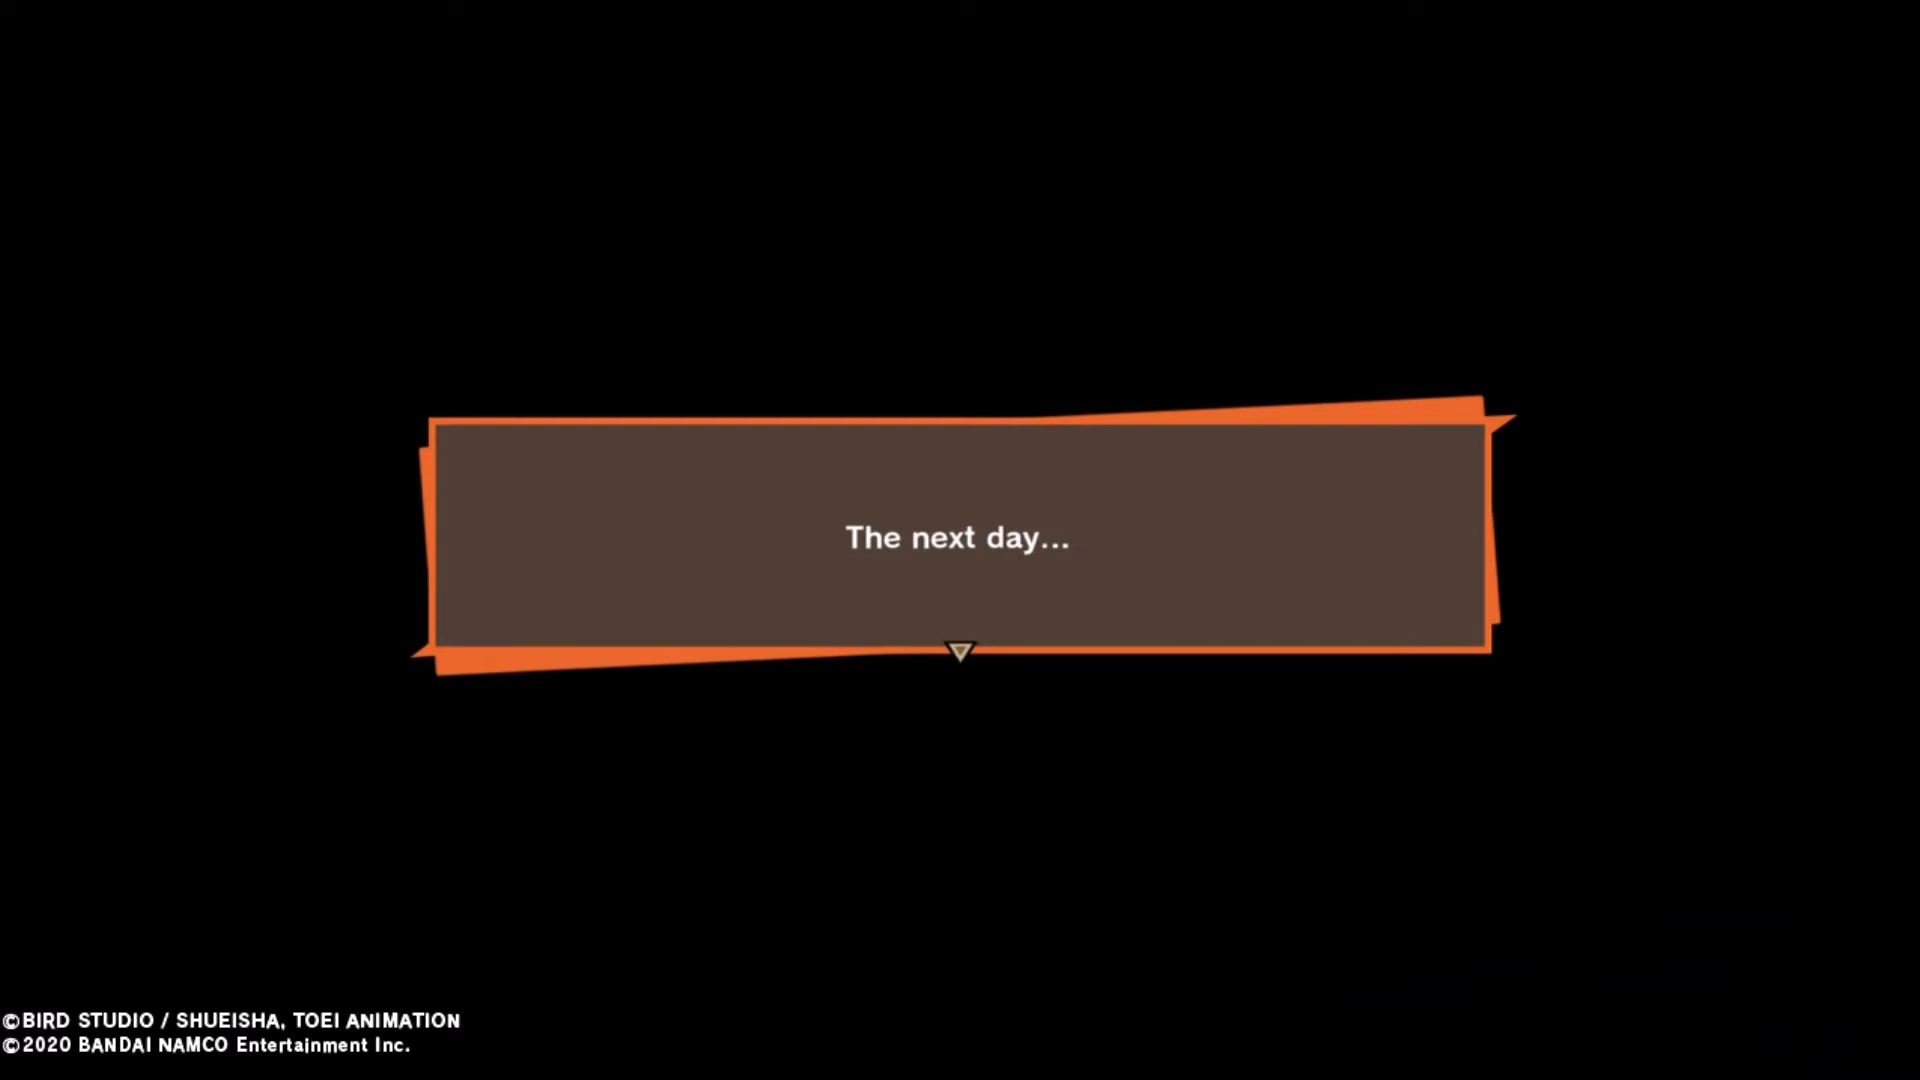 The next day...
©BIRD STUDIO / SHUEISHA, TOEI ANIMATION
©2020 BANDAI NAMCO Entertainment Inc.